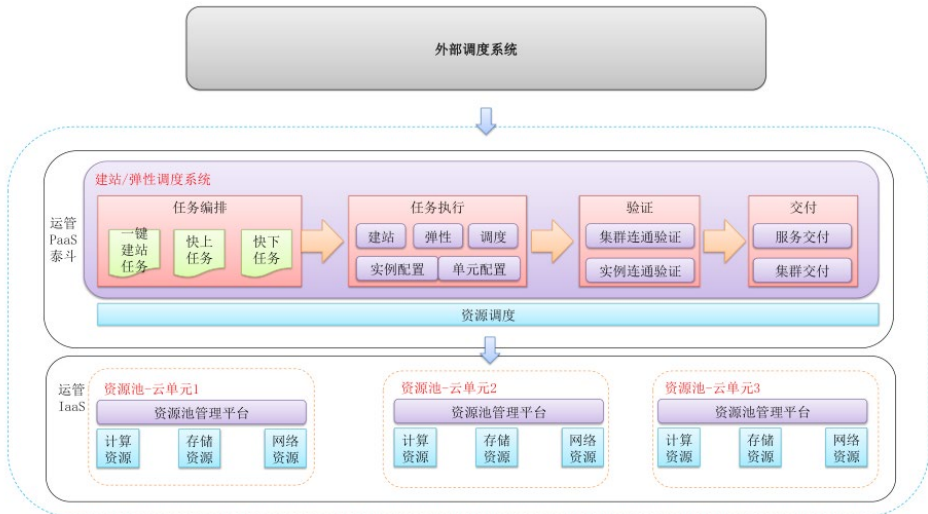 外部调度系统
运管
PaaS
泰斗
建站/弹性调度系统
任务编排
一键
建站
任务
快上
任务
快下
任务
任务执行
建站
弹性
调度
实例配置
单元配置
验证
集群连通验证
实例连通验证
交付
服务交付
集群交付
资源调度
运管
IaaS
资源池-云单元1
资源池管理平台
计算
资源
存储
资源
网络
资源
资源池-云单元2
资源池管理平台
计算
资源
存储
资源
网络
资源
资源池-云单元3
资源池管理平台
计算
资源
存储
资源
网络
资源